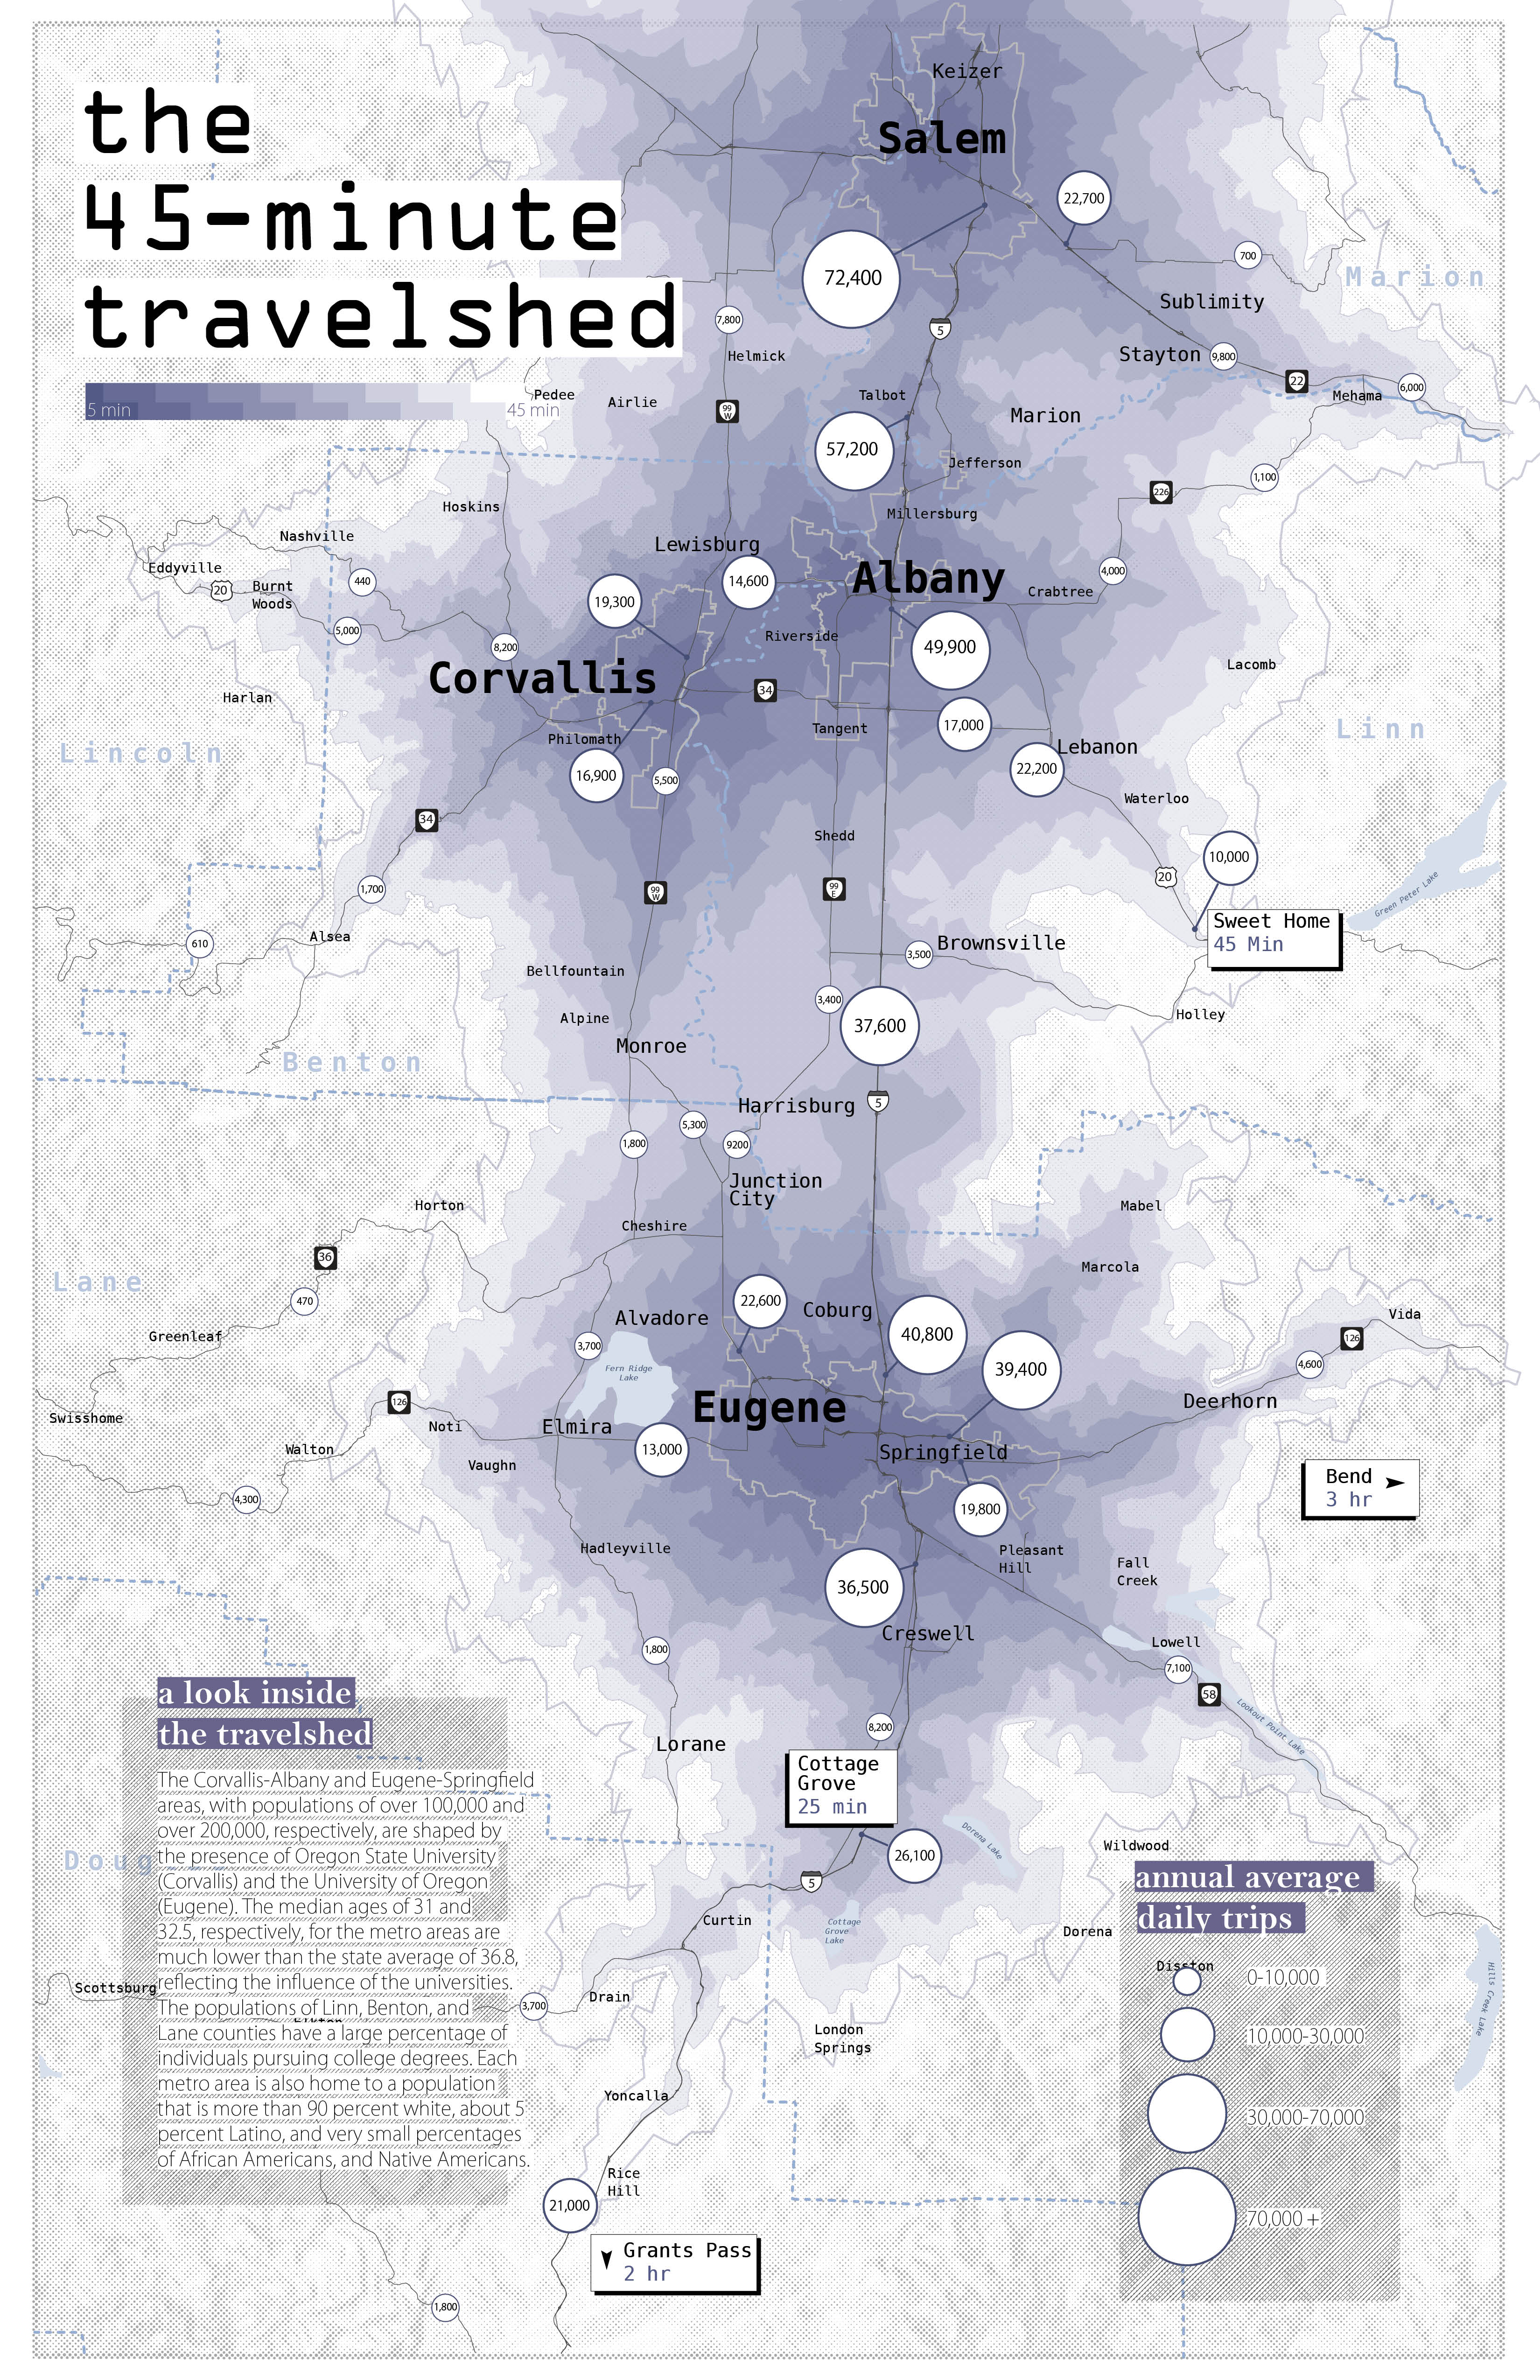 the
45-minute
travelshed
5 min
45 min
Keizer
Salem
22,700
72,400
700
Marion
Sublimity
5
7,800
Helmick
Stayton
9,800
22
6,000
Mehama
Pedee
Airlie
99
W
Talbot
Marion
57,200
Jefferson
1,100
226
Hoskins
Millersburg
Nashville
Lewisburg
Eddyville
20
Burnt
Woods
440
19,300
14,600
Albany
4,000
Crabtree
5,000
8,200
Riverside
49,900
Lacomb
Corvallis
34
Harlan
Lincoln
Linn
Philomath
Tangent
17,000
Lebanon
16,900
5,500
22,200
Waterloo
34
Shedd
10,000
1,700
99
W
99
E
20
Green Peter Lake
Sweet Home
45 Min
Alsea
610
Brownsville
3,500
Bellfountain
3,400
37,600
Holley
Alpine
Monroe
Benton
Harrisburg
5
5,300
1,800
9200
Junction
City
Horton
Mabel
Cheshire
36
Marcola
Lane
470
22,600
Coburg
Alvadore
Vida
Greenleaf
3,700
40,800
126
39,400
4,600
Fern Ridge
Lake
126
Eugene
Deerhorn
Swisshome
Noti
Elmira
Walton
13,000
Springfield
Vaughn
Bend
3 hr
4,300
19,800
Hadleyville
Pleasant
Hill
Fall
Creek
36,500
Creswell
Lowell
1,800
7,100
58
Lookout Point Lake
8,200
Lorane
Cottage
Grove
25 min
Dorena Lake
26,100
Wildwood
5
Curtin
Cottage
Grove
Lake
Dorena
Scottsburg
3,700
Drain
Disston
Hills Creek Lake
London
Springs
Yoncalla
Rice
Hill
21,000
Grants Pass
2 hr
1,800
Doug
a look inside
the travelshed
The Corvallis-Albany and Eugene-Springfield
areas, with populations of over 100,000 and
over 200,000, respectively, are shaped by
the presence of Oregon State University
(Corvallis) and the University of Oregon
(Eugene). The median ages of 31 and
32.5, respectively, for the metro areas are
much lower than the state average of 36.8,
reflecting the influence of the universities.
The populations of Linn, Benton, and
Lane counties have a large percentage of
individuals pursuing college degrees. Each
metro area is also home to a population
that is more than 90 percent white, about 5
percent Latino, and very small percentages
of African Americans, and Native Americans.
annual average
daily trips
0-10,000
10,000-30,000
30,000-70,000
70,000 +